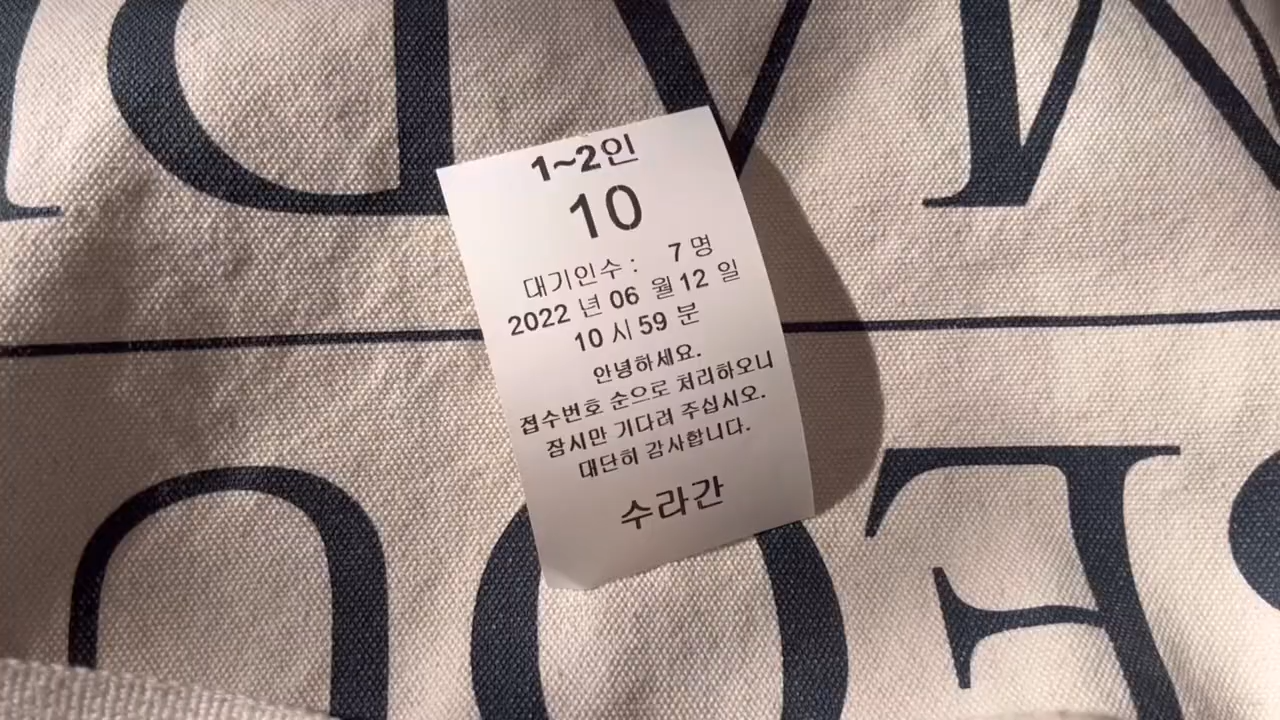 1~2인
10
대기인수 : 7 명
2022 년 06 월 12 일
10 시 59 분
안녕하세요.
접수번호 순으로 처리하오니
잠시만 기다려 주십시오.
대단히 감사합니다.
수라간